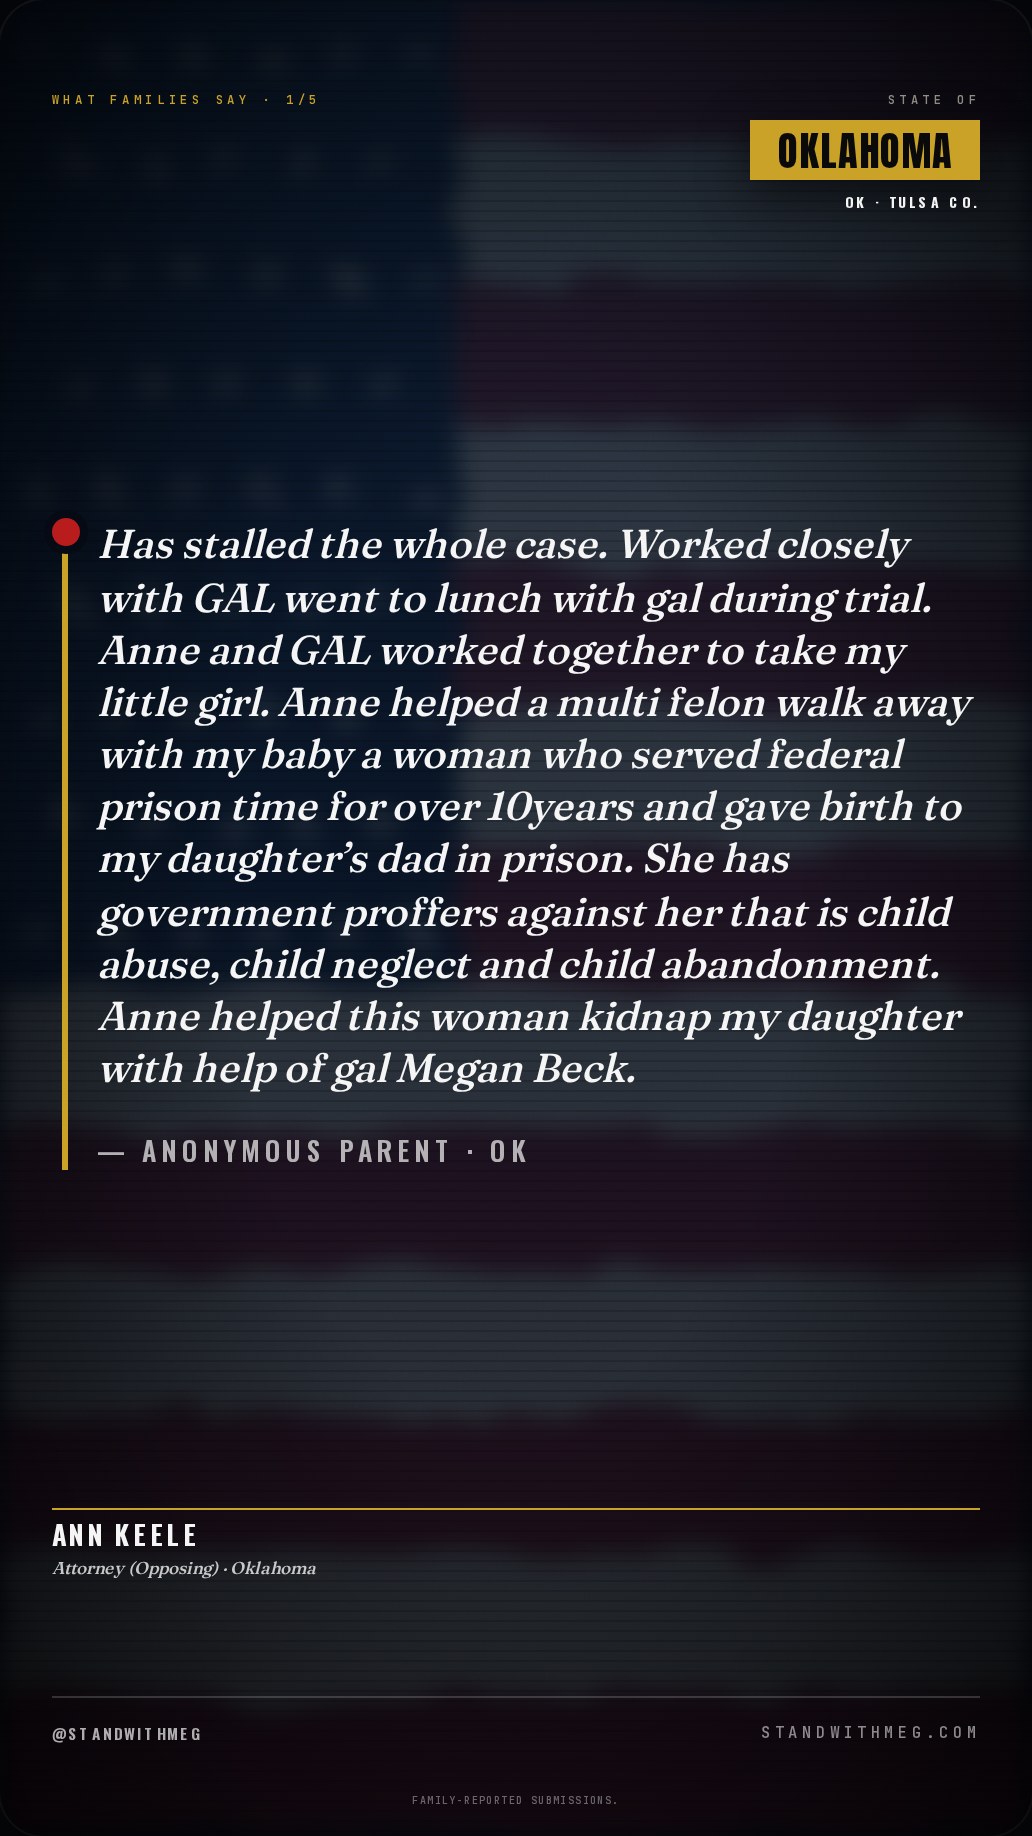 WHAT FAMILIES SAY · 1/5
STATE OF
OKLAHOMA
OK · TULSA CO.
Has stalled the whole case. Worked closely
with GAL went to lunch with gal during trial.
Anne and GAL worked together to take my
little girl. Anne helped a multi felon walk away
with my baby a woman who served federal
prison time for over 10years and gave birth to
my daughter’s dad in prison. She has
government proffers against her that is child
abuse, child neglect and child abandonment.
Anne helped this woman kidnap my daughter
with help of gal Megan Beck.
— ANONYMOUS PARENT · OK
ANN KEELE
Attorney (Opposing) · Oklahoma
@STANDWITHMEG
STANDWITHMEG.COM
FAMILY-REPORTED SUBMISSIONS.